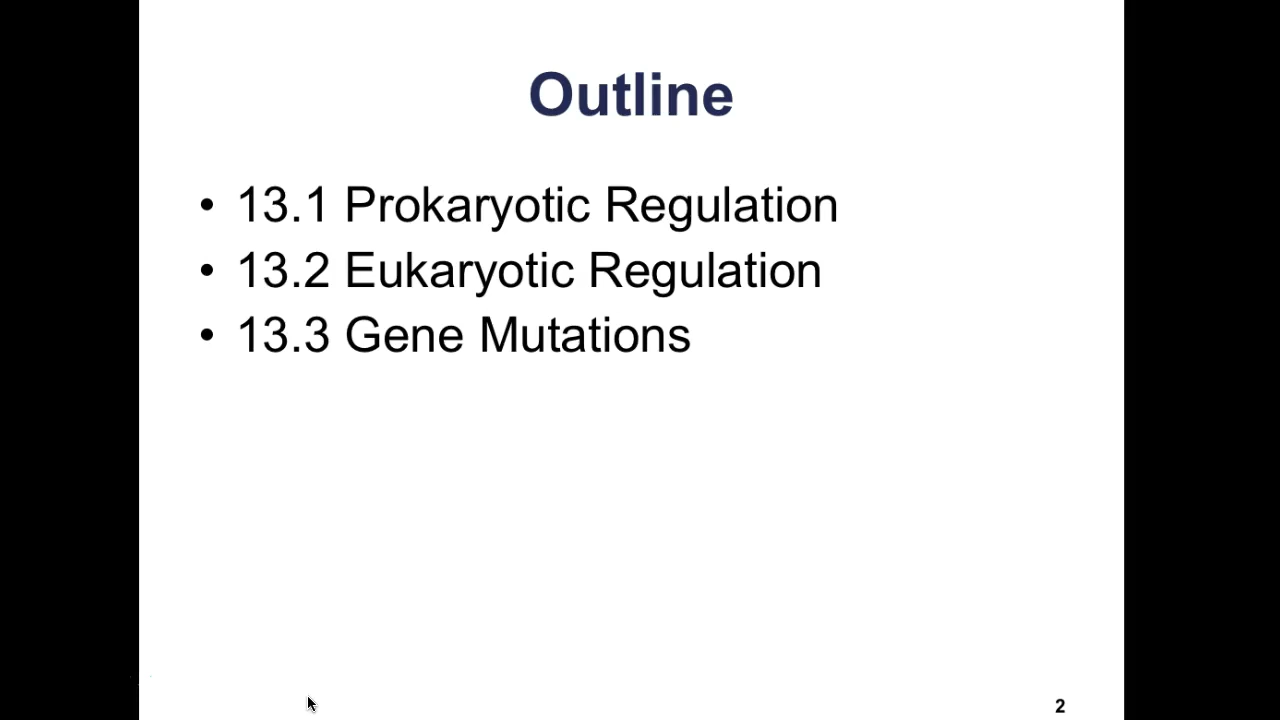 Outline
• 13.1 Prokaryotic Regulation
• 13.2 Eukaryotic Regulation
• 13.3 Gene Mutations
2